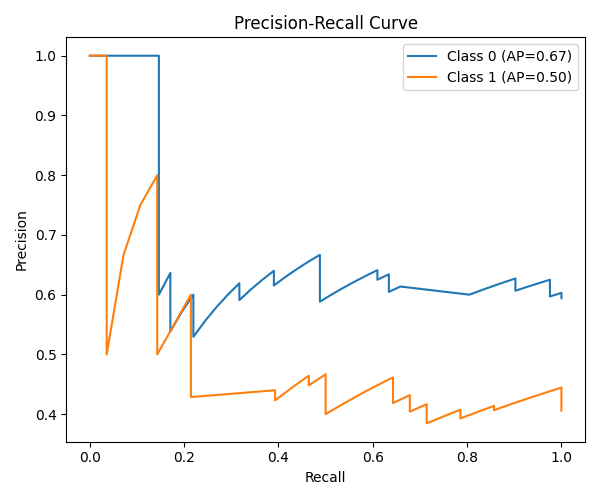 Precision-Recall Curve
Class 0 (AP=0.67)
Class 1 (AP=0.50)
Precision
1.0
0.9
0.8
0.7
0.6
0.5
0.4
0.0 0.2 0.4 0.6 0.8 1.0
Recall